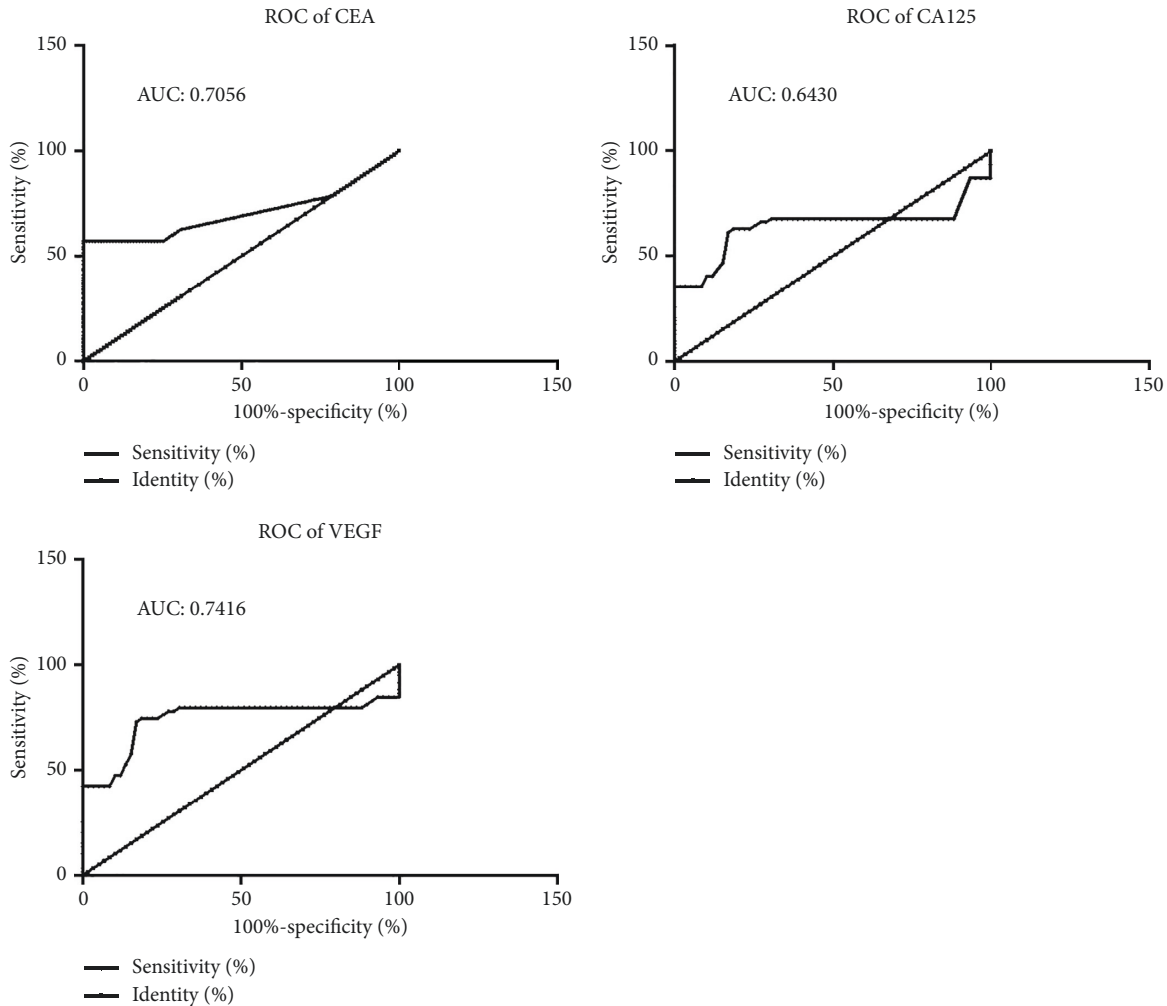 ROC of CEA
150
AUC: 0.7056
100
Sensitivity (%)
50
0
0 50 100 150
100%-specificity (%)
Sensitivity (%)
Identity (%)
ROC of CA125
150
AUC: 0.6430
100
Sensitivity (%)
50
0
0 50 100 150
100%-specificity (%)
Sensitivity (%)
Identity (%)
ROC of VEGF
150
AUC: 0.7416
100
Sensitivity (%)
50
0
0 50 100 150
100%-specificity (%)
Sensitivity (%)
Identity (%)